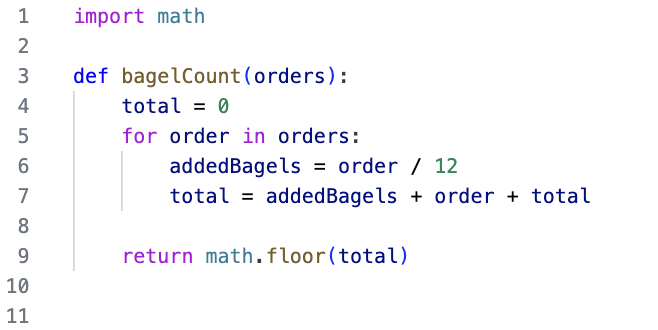 1 import math
2
3 def bagelCount(orders):
4     total = 0
5     for order in orders:
6         addedBagels = order / 12
7         total = addedBagels + order + total
8
9     return math.floor(total)
10
11